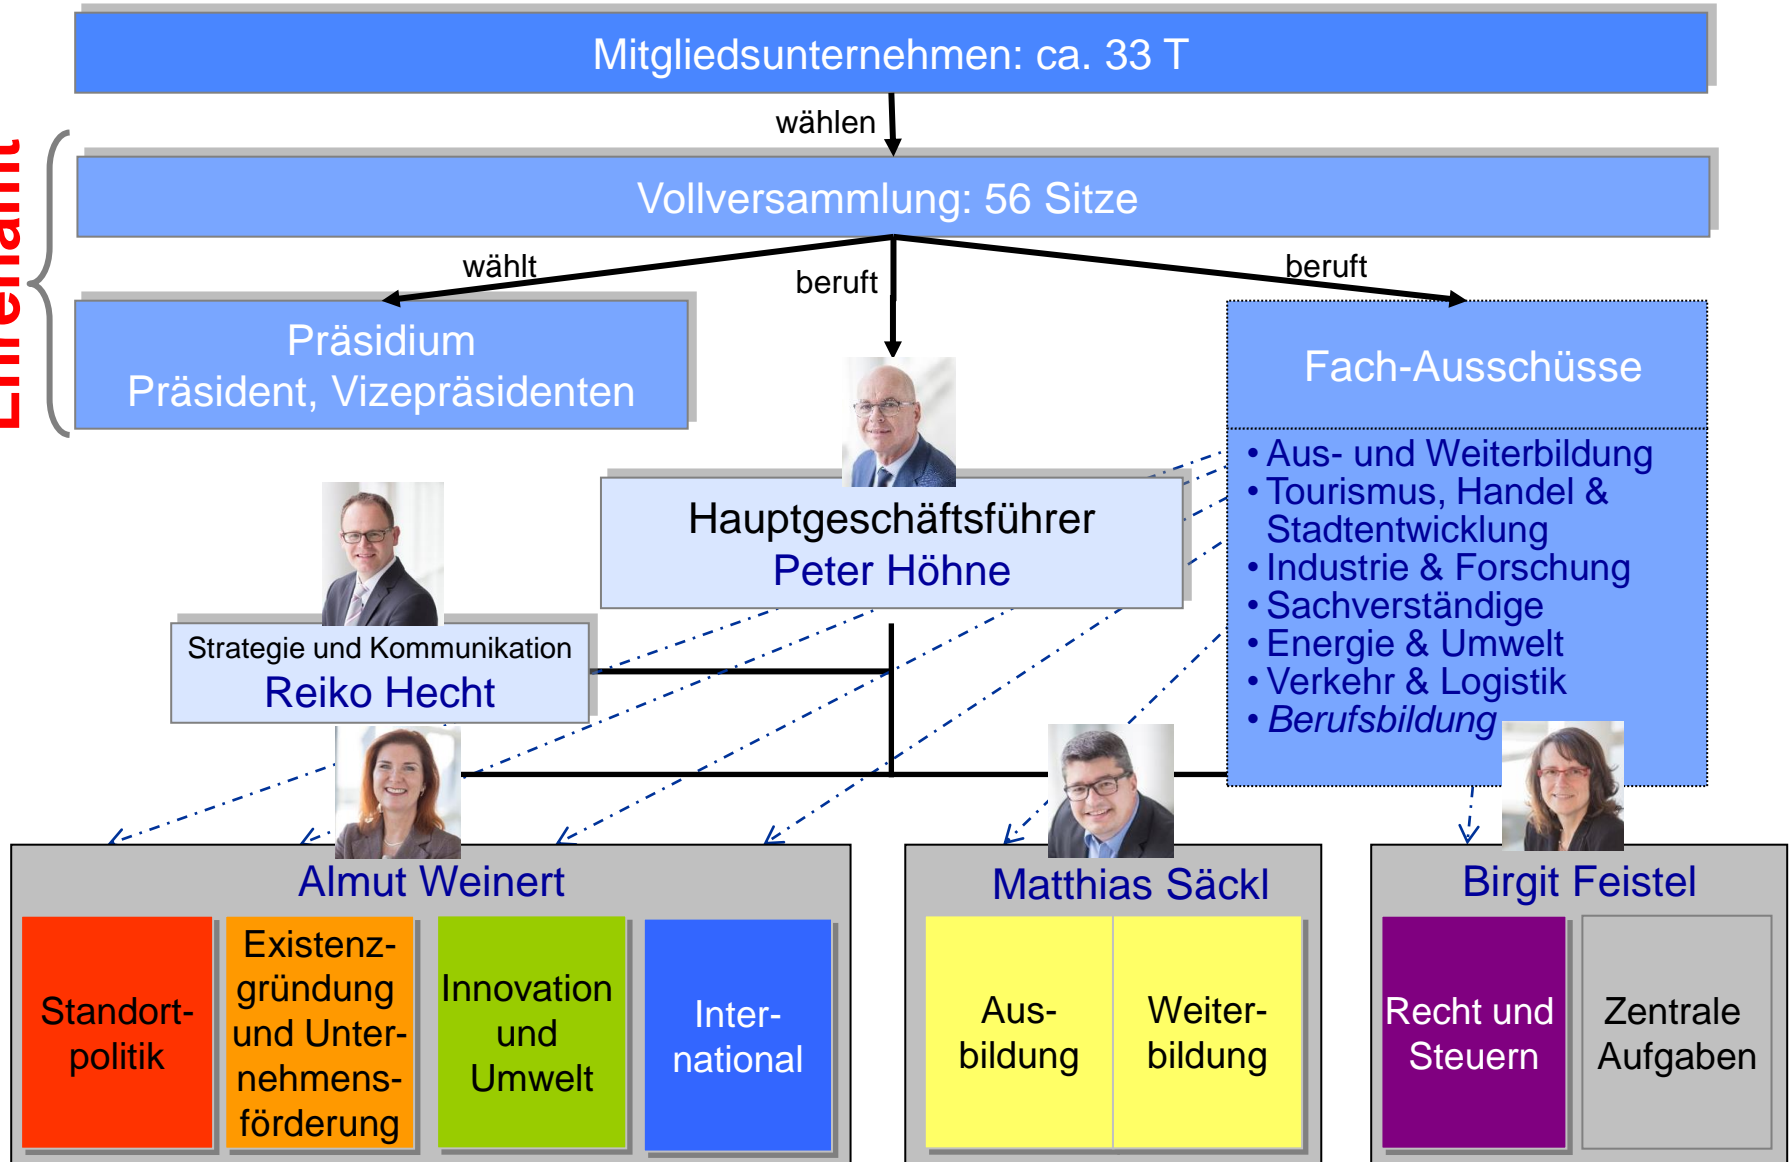 Mitgliedsunternehmen: ca. 33 T
wählen
Ehrenamt
Vollversammlung: 56 Sitze
wählt
beruft
beruft
Präsidium
Präsident, Vizepräsidenten
Fach-Ausschüsse
• Aus- und Weiterbildung
• Tourismus, Handel &
Stadtentwicklung
• Industrie & Forschung
• Sachverständige
• Energie & Umwelt
• Verkehr & Logistik
• Berufsbildung
Hauptgeschäftsführer
Peter Höhne
Strategie und Kommunikation
Reiko Hecht
Almut Weinert
Standort-
politik
Existenz-
gründung
und Unter-
nehmens-
förderung
Innovation
und
Umwelt
Inter-
national
Matthias Säckl
Aus-
bildung
Weiter-
bildung
Birgit Feistel
Recht und
Steuern
Zentrale
Aufgaben